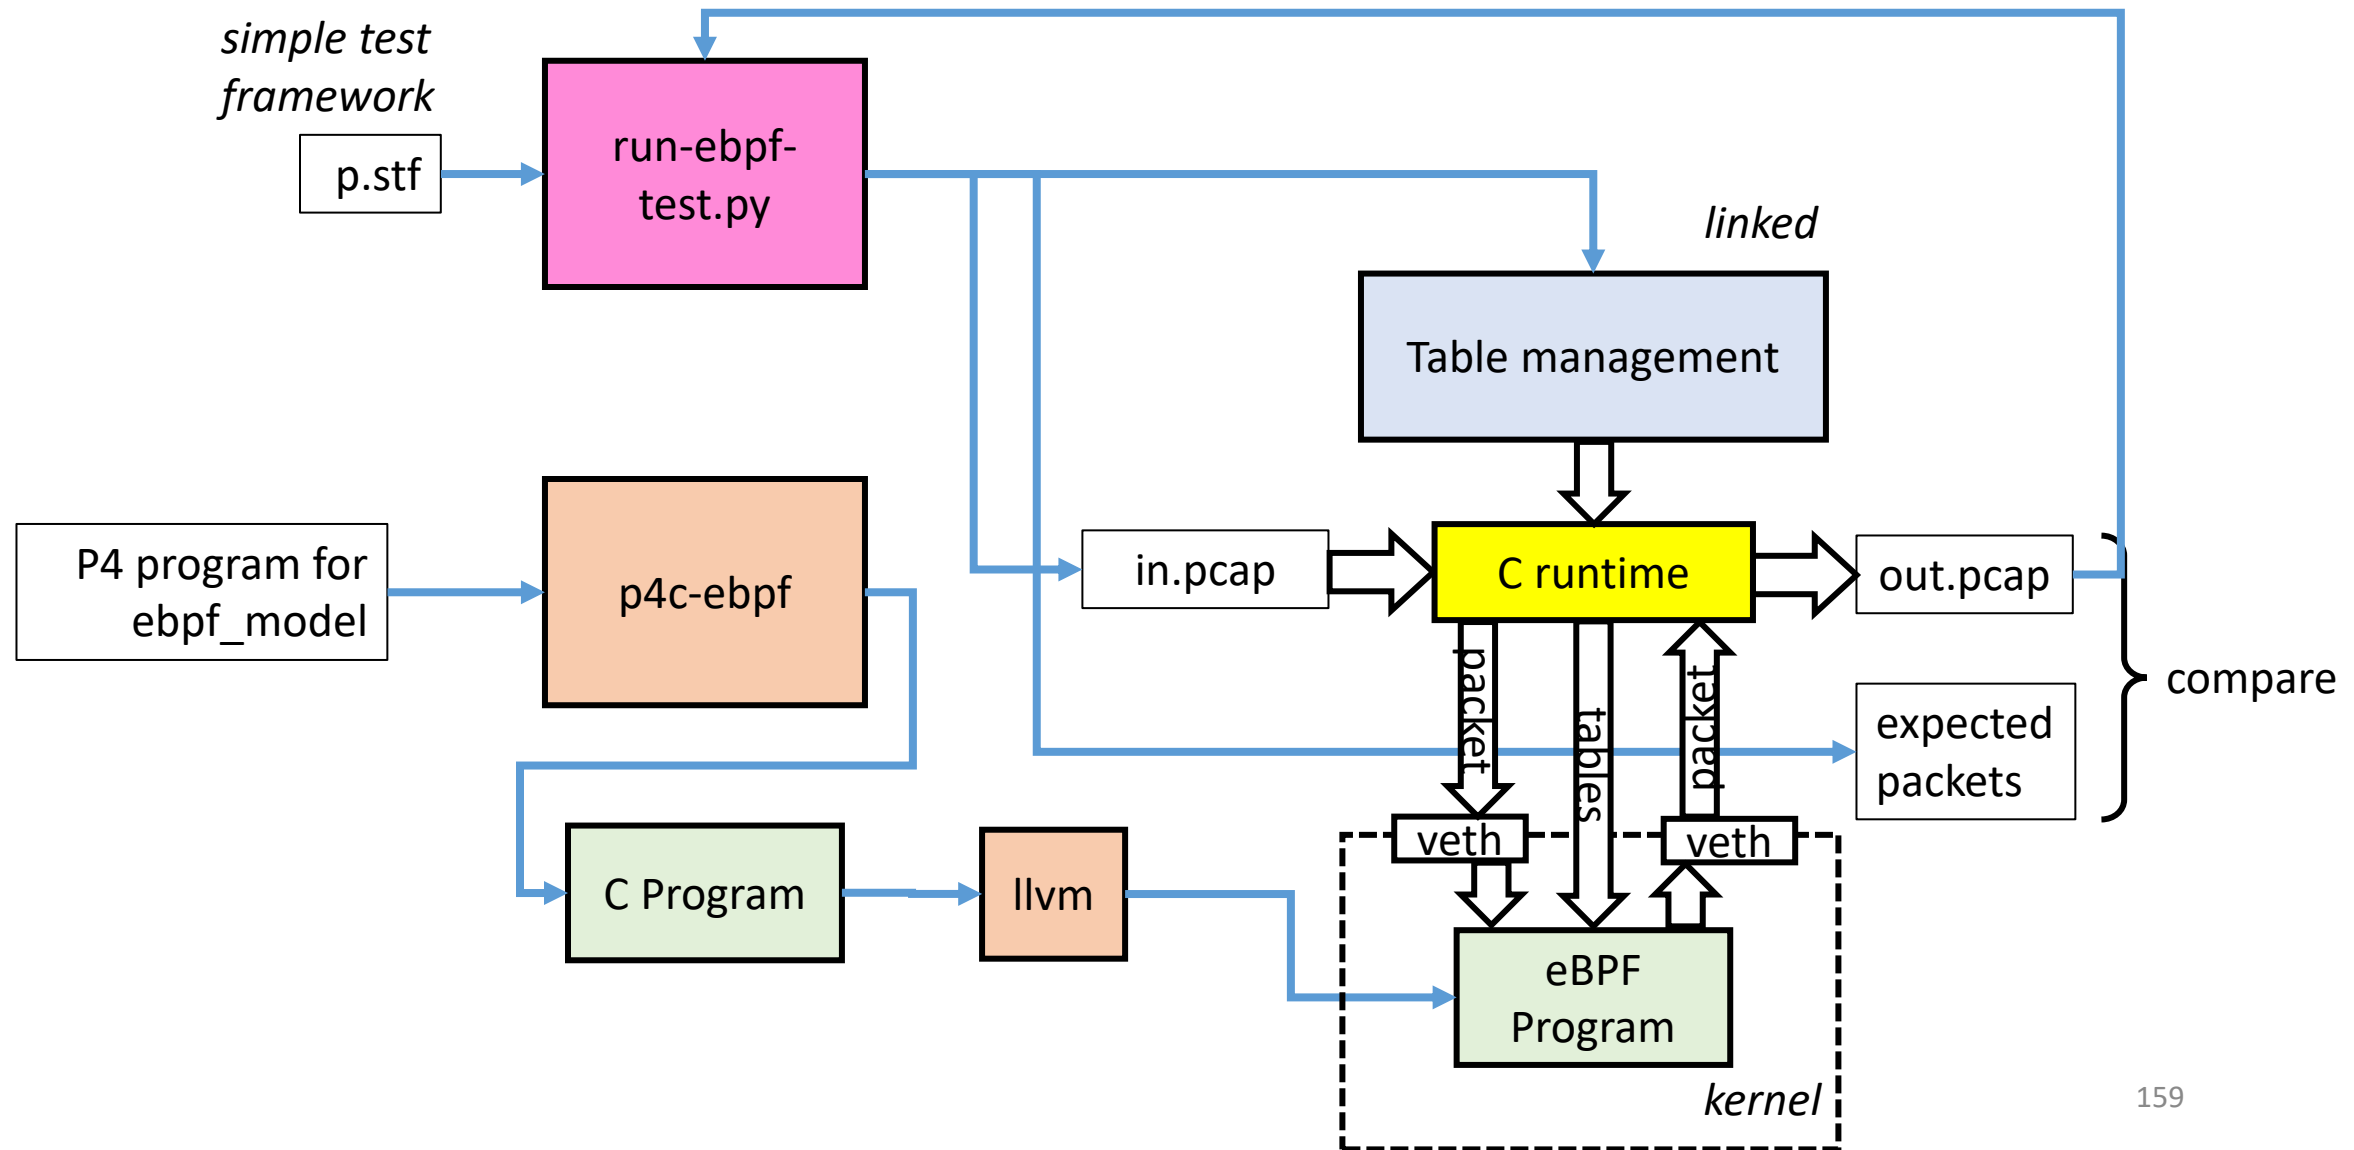 simple test
framework
p.stf
run-ebpf-
test.py
linked
Table management
P4 program for
ebpf_model
p4c-ebpf
in.pcap
C runtime
out.pcap
packet
tables
packet
compare
expected
packets
veth
veth
C Program
llvm
eBPF
Program
kernel
159